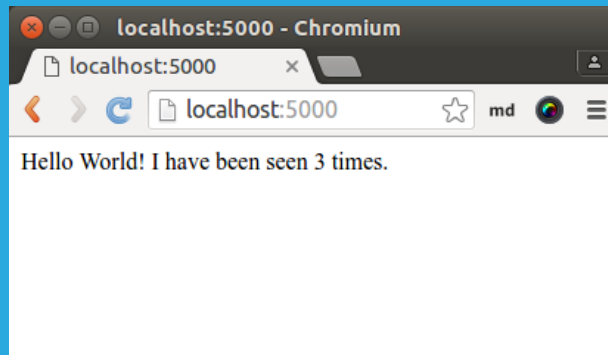 localhost:5000 - Chromium
localhost:5000
localhost:5000 md
Hello World! I have been seen 3 times.